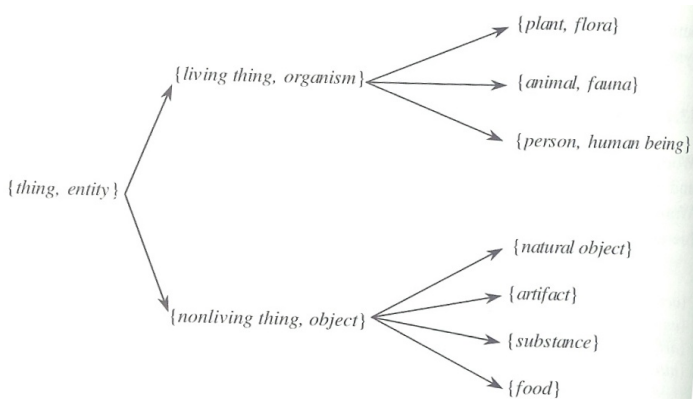 {plant, flora}
{living thing, organism}
{animal, fauna}
{person, human being}
{thing, entity}
{natural object}
{artifact}
{nonliving thing, object}
{substance}
{food}